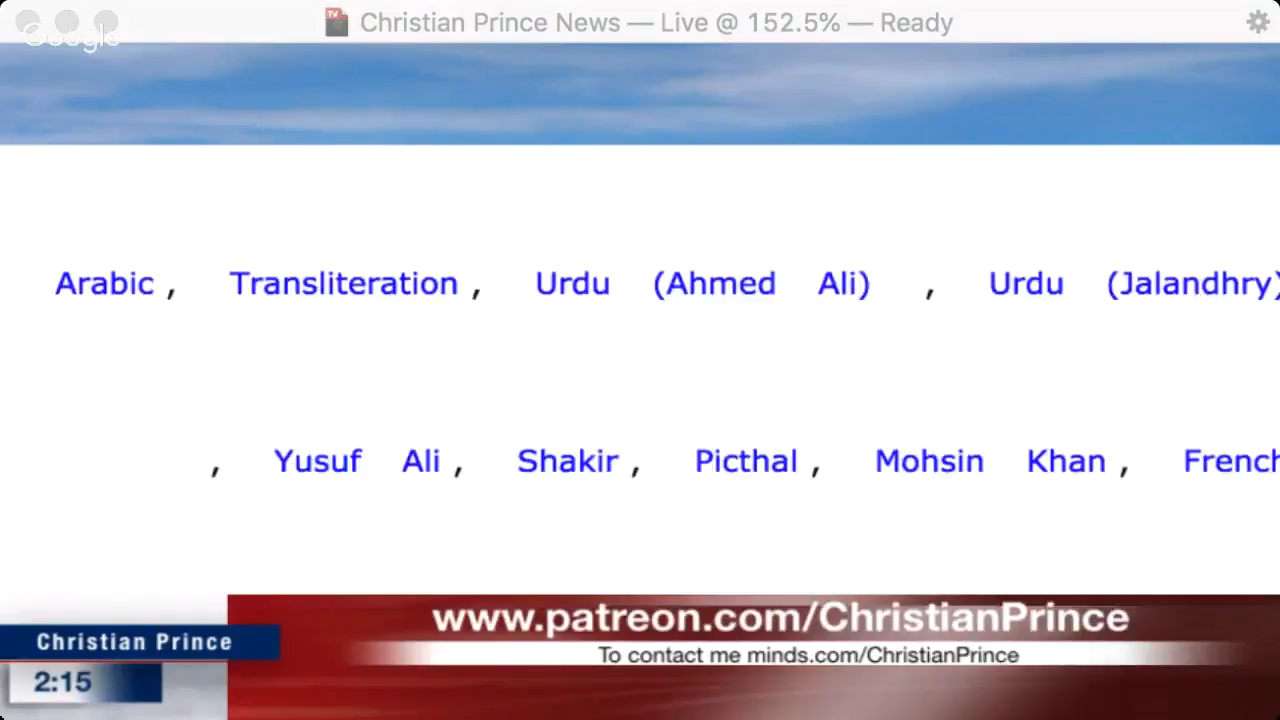 Christian Prince News — Live @ 152.5% — Ready
Google
Arabic , Transliteration , Urdu (Ahmed Ali) , Urdu (Jalandhry)
, Yusuf Ali , Shakir , Picthal , Mohsin Khan , French
www.patreon.com/ChristianPrince
To contact me minds.com/ChristianPrince
Christian Prince
2:15